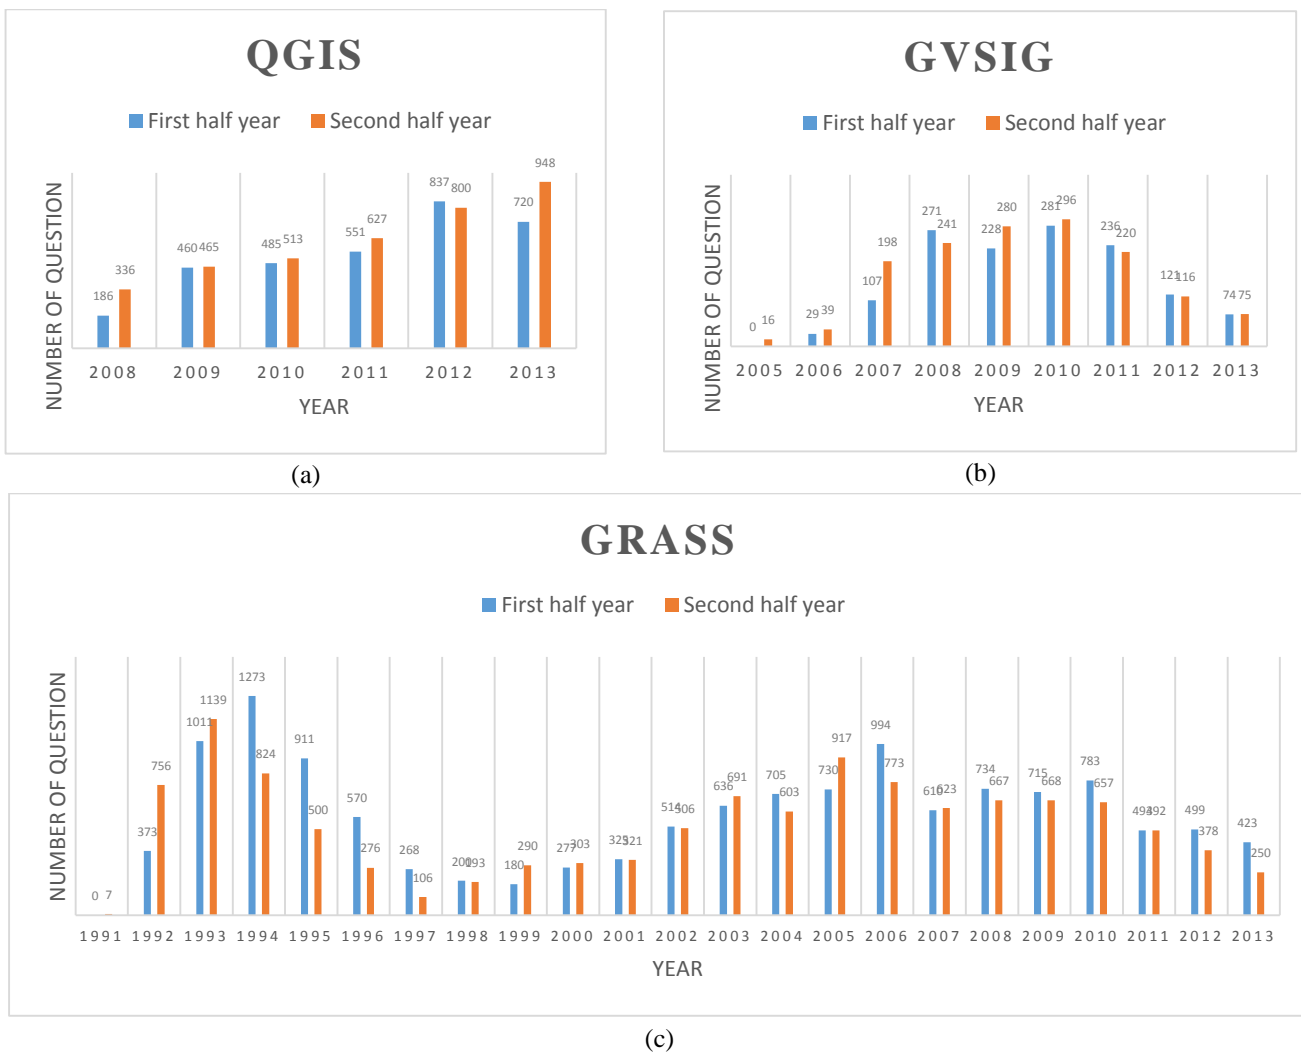 QGIS
First half year Second half year
NUMBER OF QUESTION
186 336 460 465 485 513 551 627 837 800 720 948
2008 2009 2010 2011 2012 2013
YEAR
(a)
GVSIG
First half year Second half year
NUMBER OF QUESTION
0 16 29 39 107 198 271 241 228 280 281 296 236 220 121 116 74 75
2005 2006 2007 2008 2009 2010 2011 2012 2013
YEAR
(b)
GRASS
First half year Second half year
NUMBER OF QUESTION
0 7 373 756 1011 1139 1273 824 911 500 570 276 268 106 200 193 180 290 277 303 325 321 514 506 636 691 705 603 730 917 994 773 610 623 734 667 715 668 783 657 492 499 378 423 250
1991 1992 1993 1994 1995 1996 1997 1998 1999 2000 2001 2002 2003 2004 2005 2006 2007 2008 2009 2010 2011 2012 2013
YEAR
(c)